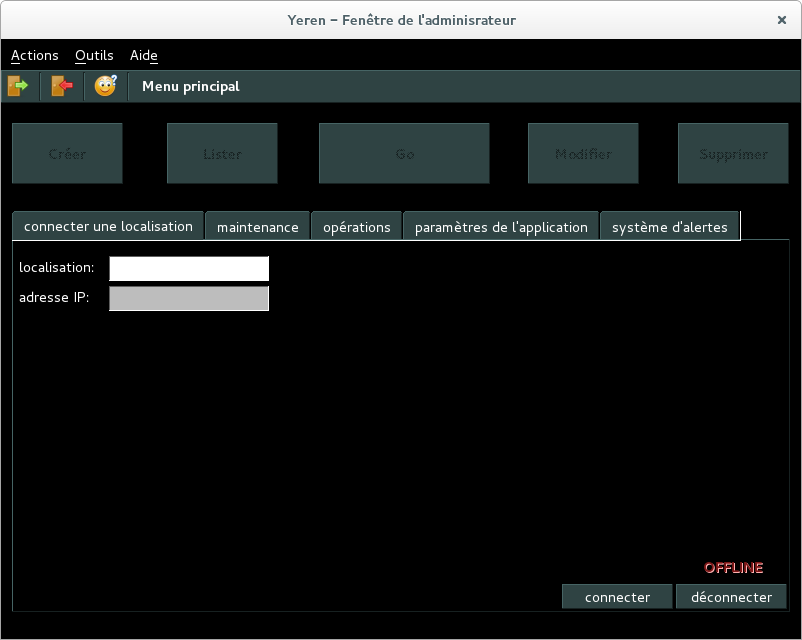 Yeren – Fenêtre de l'adminisrateur
Actions Outils Aide
Menu principal
Créer Lister Go Modifier Supprimer
connecter une localisation maintenance opérations paramètres de l'application système d'alertes
localisation:
adresse IP:
OFFLINE
connecter déconnecter